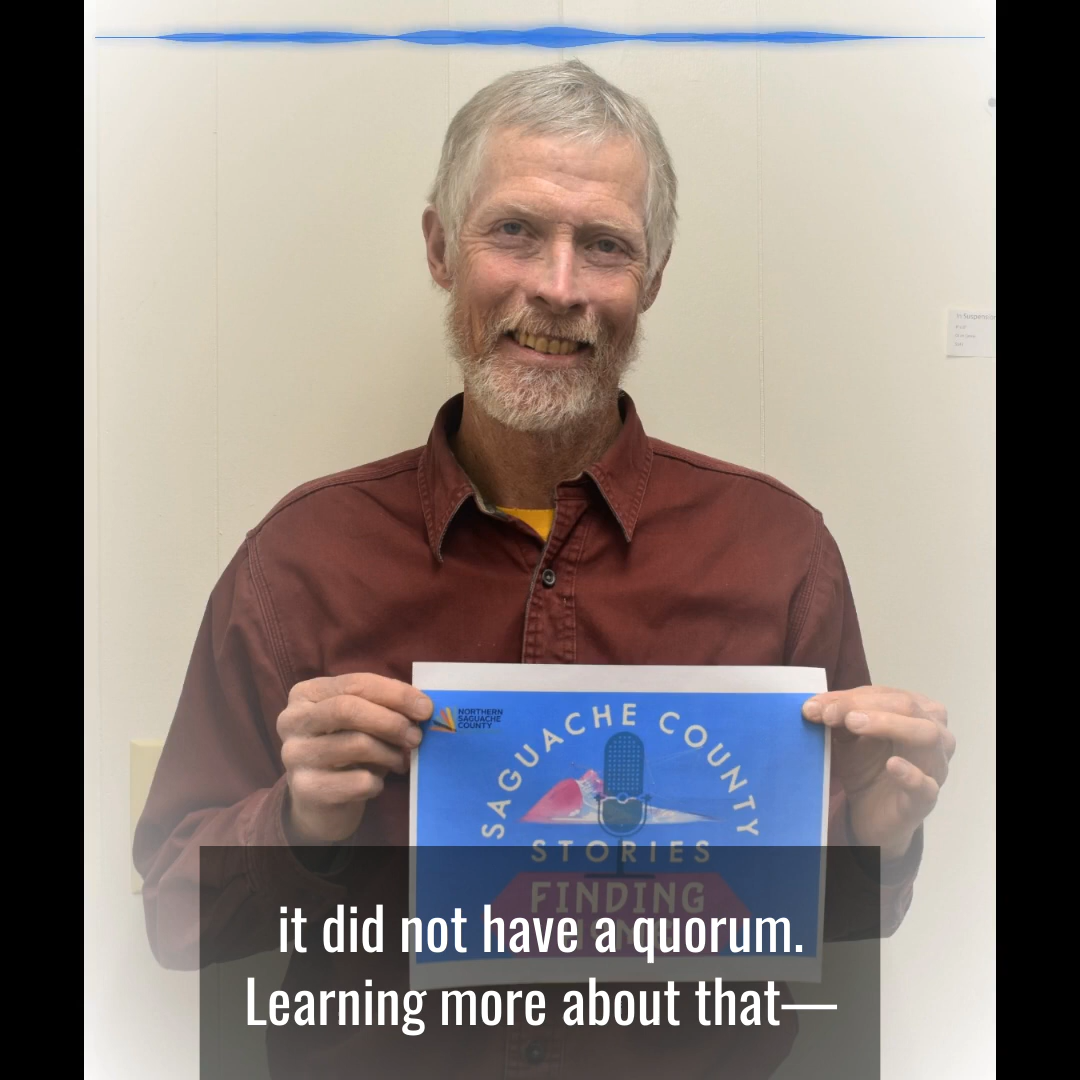 NORTHERN
SAGUACHE
COUNTY
SAGUACHE COUNTY
STORIES
FINDING
it did not have a quorum.
Learning more about that—